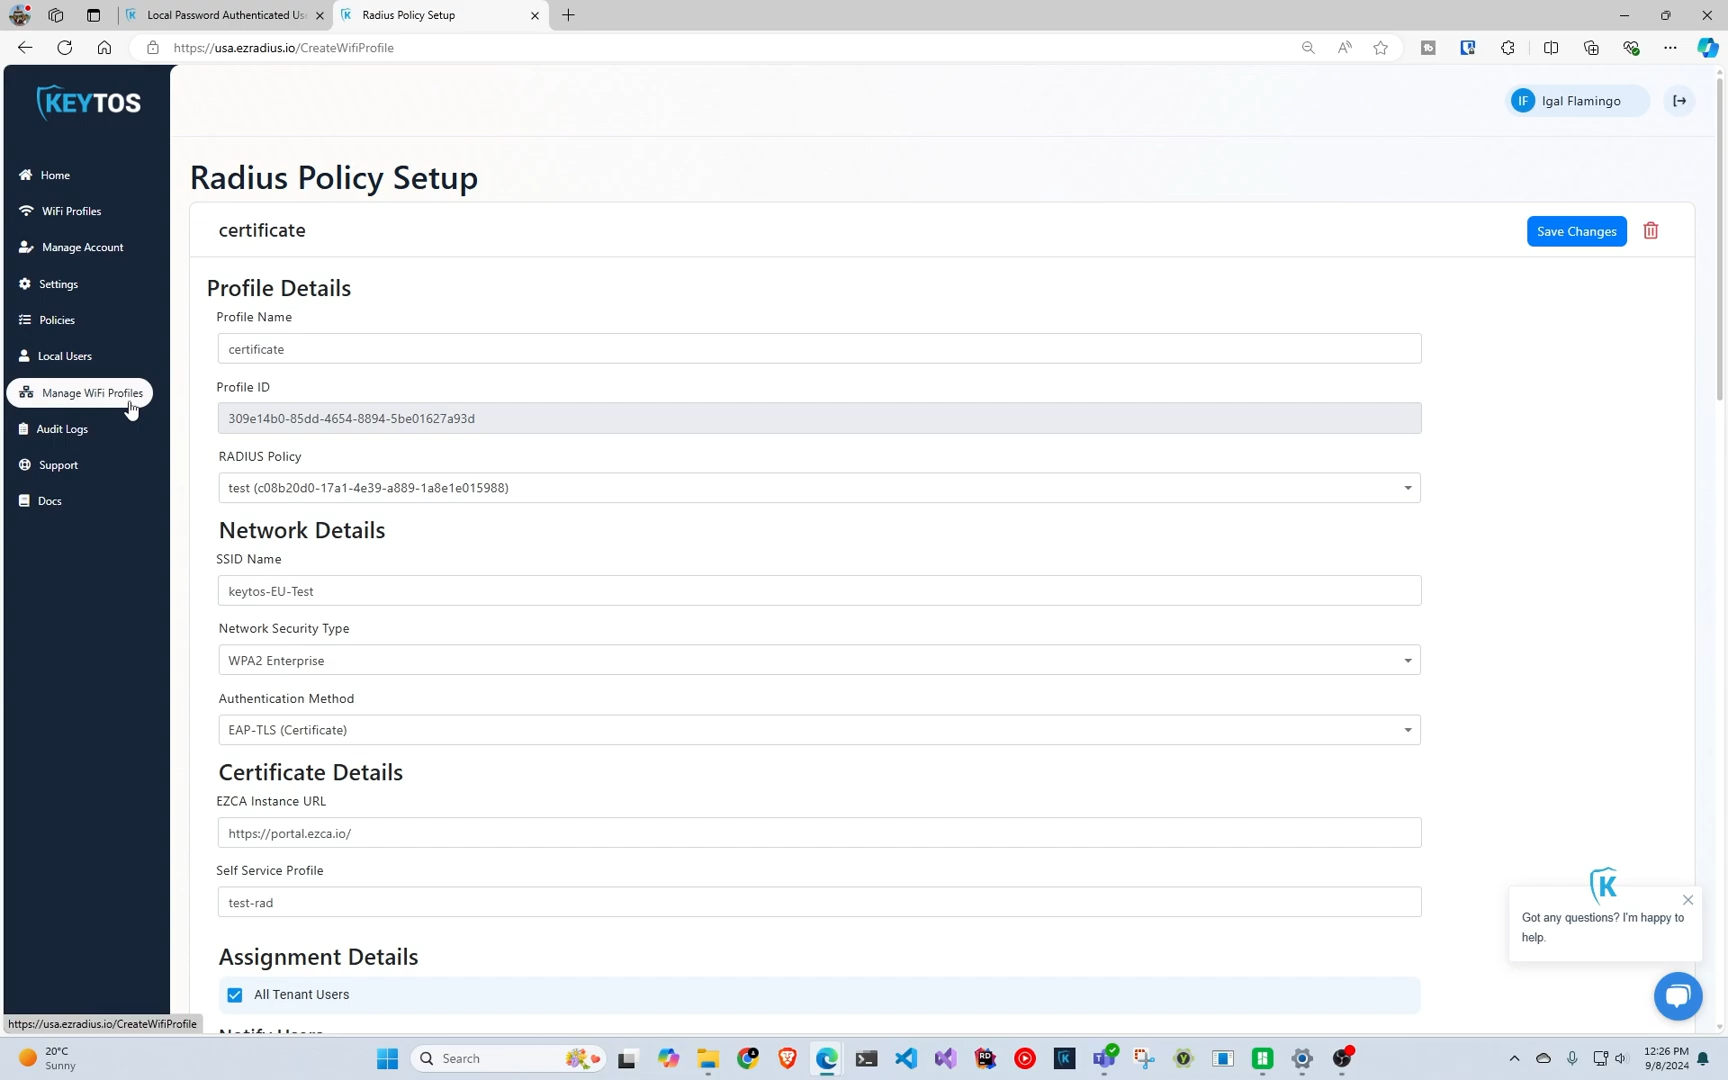 Local Password Authenticated Us
Radius Policy Setup
https://usa.ezradius.io/CreateWifiProfile
KEYTOS
IF
Igal Flamingo
Home
WiFi Profiles
Manage Account
Settings
Policies
Local Users
Manage WiFi Profiles
Audit Logs
Support
Docs
Radius Policy Setup
certificate
Save Changes
Profile Details
Profile Name
certificate
Profile ID
309e14b0-85dd-4654-8894-5be01627a93d
RADIUS Policy
test (c08b20d0-17a1-4e39-a889-1a8e1e015988)
Network Details
SSID Name
keytos-EU-Test
Network Security Type
WPA2 Enterprise
Authentication Method
EAP-TLS (Certificate)
Certificate Details
EZCA Instance URL
https://portal.ezca.io/
Self Service Profile
test-rad
Assignment Details
All Tenant Users
Notify Users
K
Got any questions? I'm happy to
help.
https://usa.ezradius.io/CreateWifiProfile
20°C
Sunny
Search
12:26 PM
9/8/2024